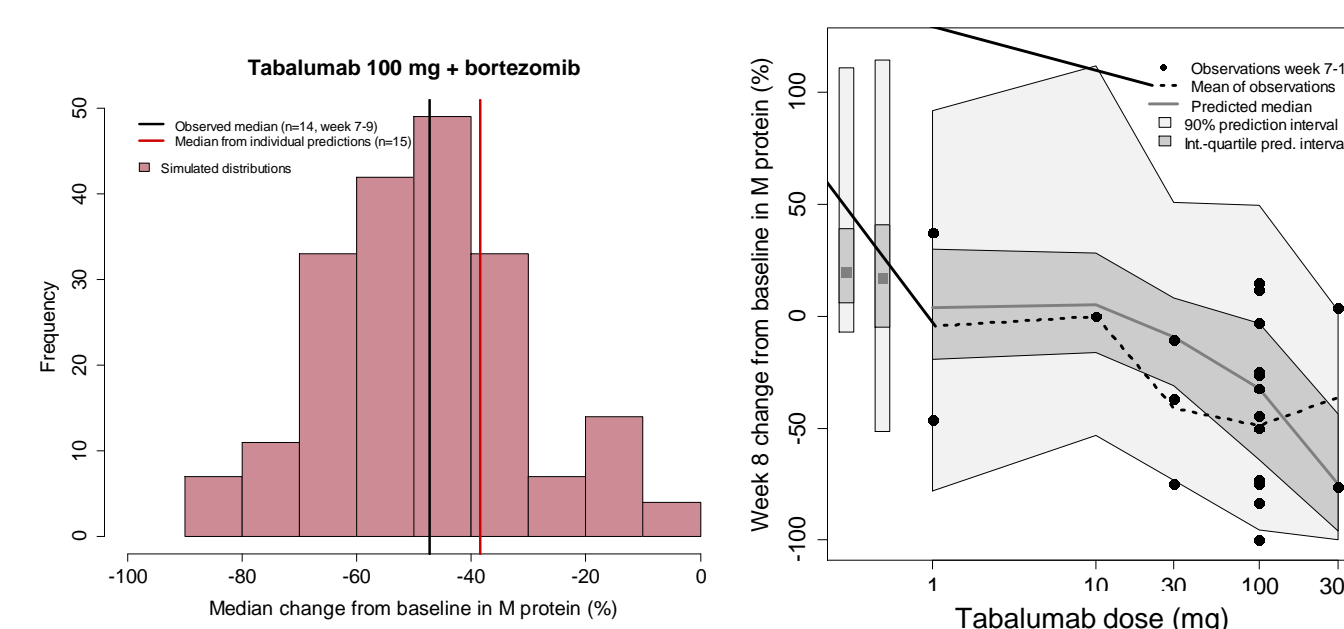 Tabalumab 100 mg + bortezomib
Observed median (n=14, week 7-9)
Median from individual predictions (n=15)
Simulated distributions
Frequency
50
40
30
20
10
0
-100 -80 -60 -40 -20 0
Median change from baseline in M protein (%)
Observations week 7-1
Mean of observations
Predicted median
90% prediction interval
Int.-quartile pred. interva
Week 8 change from baseline in M protein (%)
100
50
0
-50
-100
1 10 30 100 30
Tabalumab dose (mg)